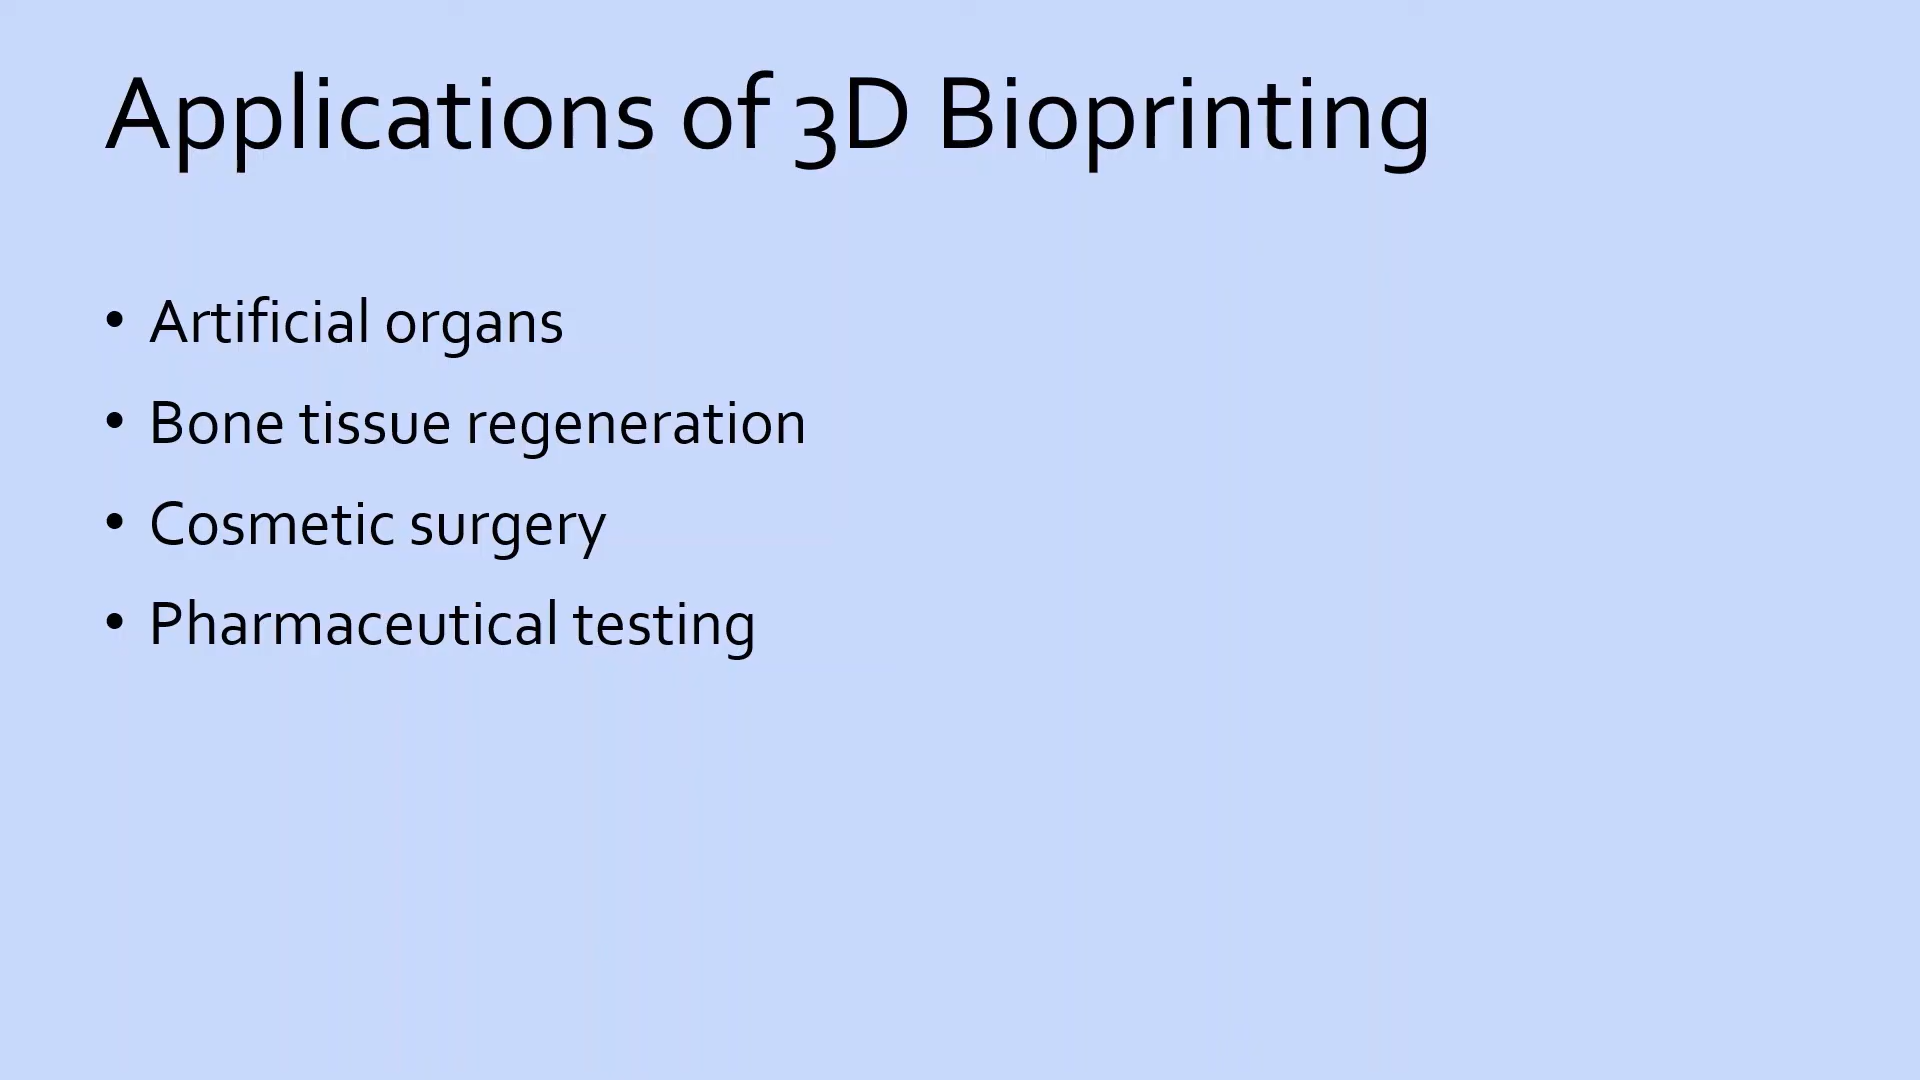 Applications of 3D Bioprinting
• Artificial organs
• Bone tissue regeneration
• Cosmetic surgery
• Pharmaceutical testing